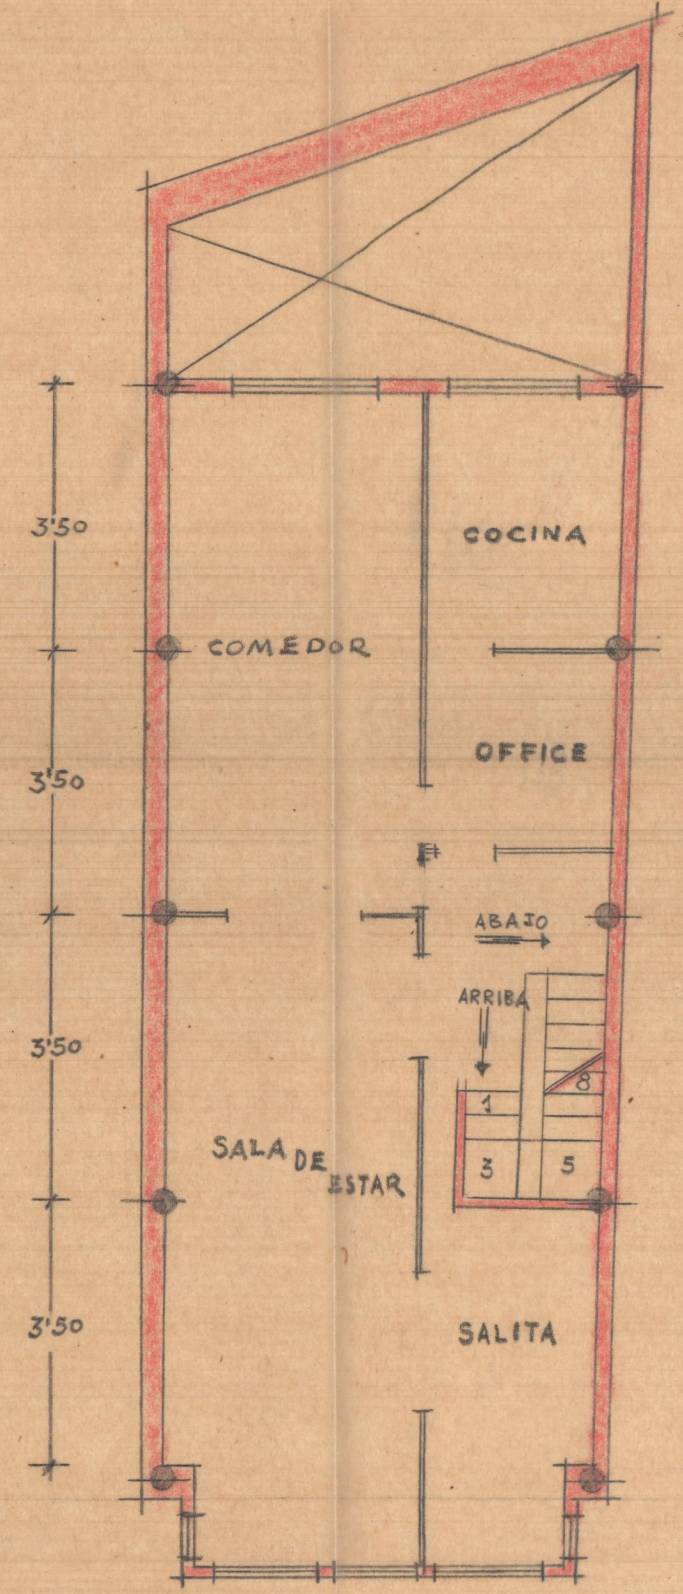 3'50
COCINA
COMEDOR
OFFICE
3'50
ABAJO
ARRIBA
3'50
8
1
SALA DE ESTAR
3
5
3'50
SALITA